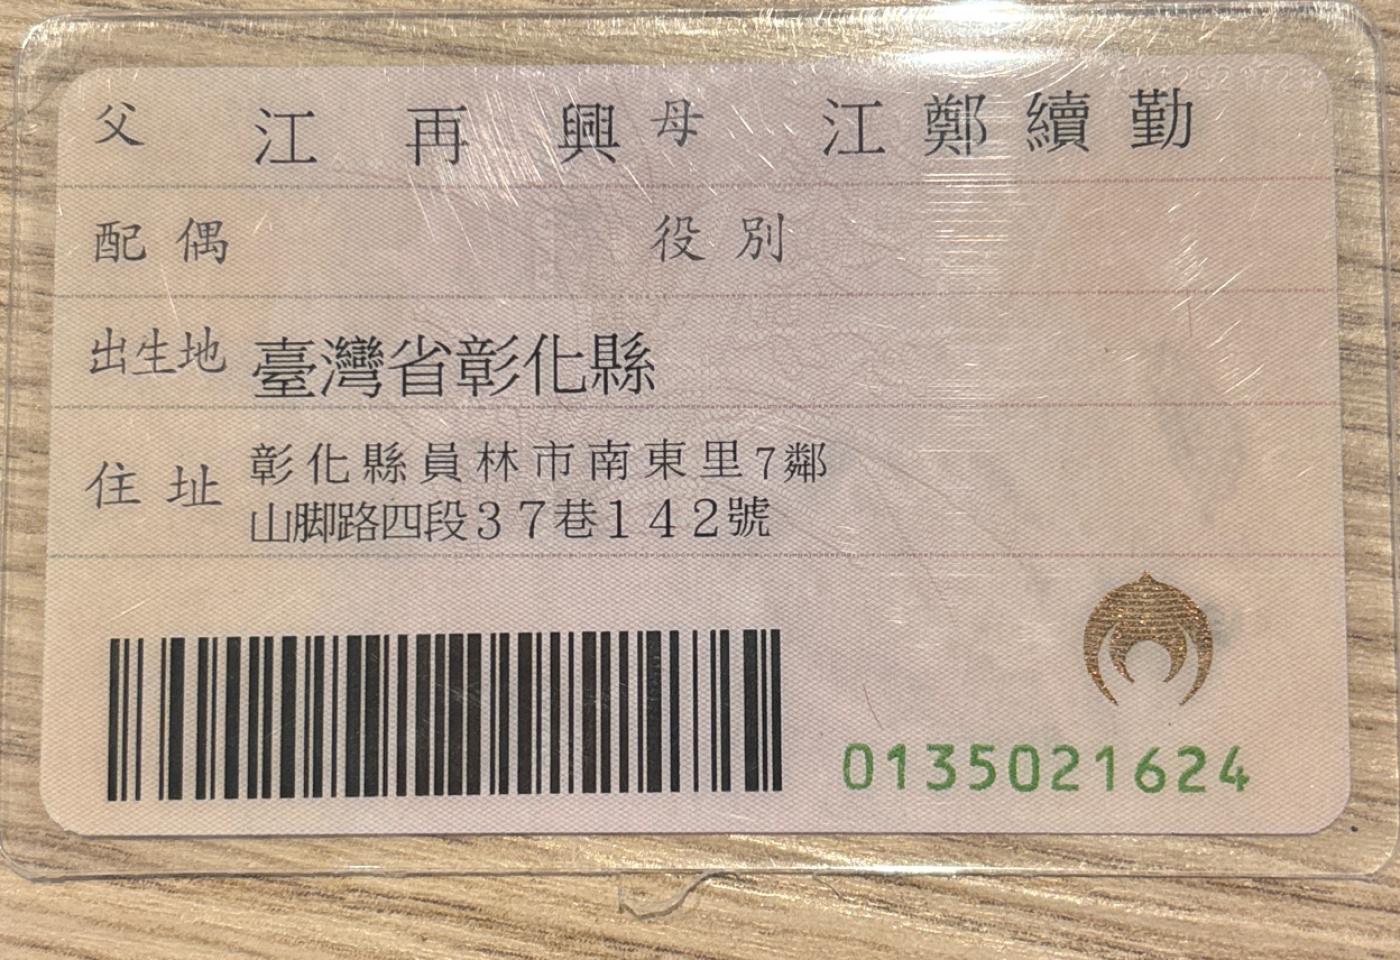 父 江再興 母 江鄭續勤
配偶 役別
出生地 臺灣省彰化縣
住址 彰化縣員林市南東里7鄰
山脚路四段37巷142號
0135021624